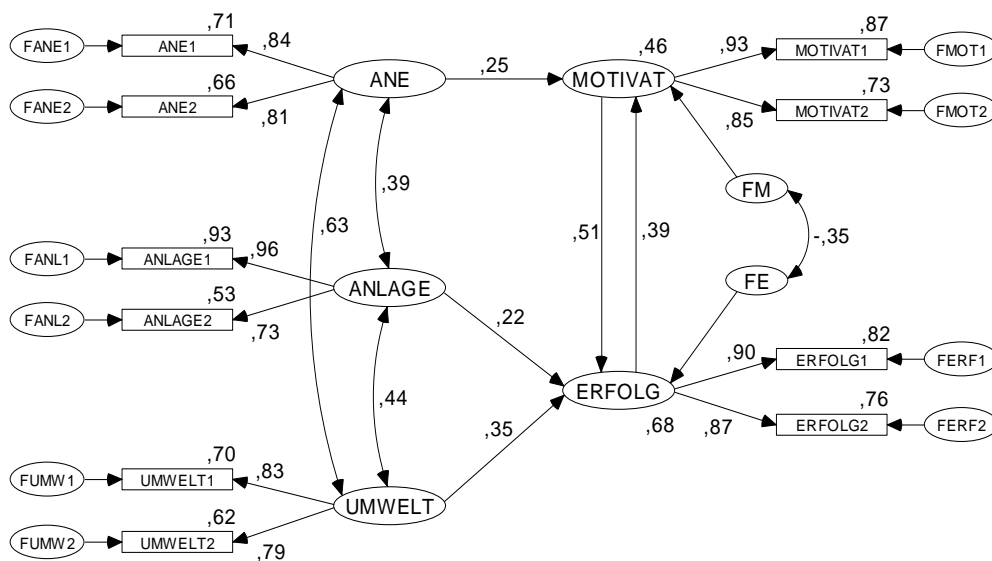 ,71 ,87
FANE1 ANE1 ,84 ,46 ,93 MOTIVAT1 FMOT1
ANE ,25 MOTIVAT
,66 ,73
FANE2 ANE2 ,81 ,85 MOTIVAT2 FMOT2
,39 FM
,63 ,51 ,39 -,35
,93
FANL1 ANLAGE1 ,96
ANLAGE FE
,53
FANL2 ANLAGE2 ,73 ,22
,90 ,82
ERFOLG1 FERF1
,44 ERFOLG
,35 ,68 ,87 ,76
ERFOLG2 FERF2
,70
FUMW1 UMWELT1 ,83
UMWELT
,62
FUMW2 UMWELT2 ,79